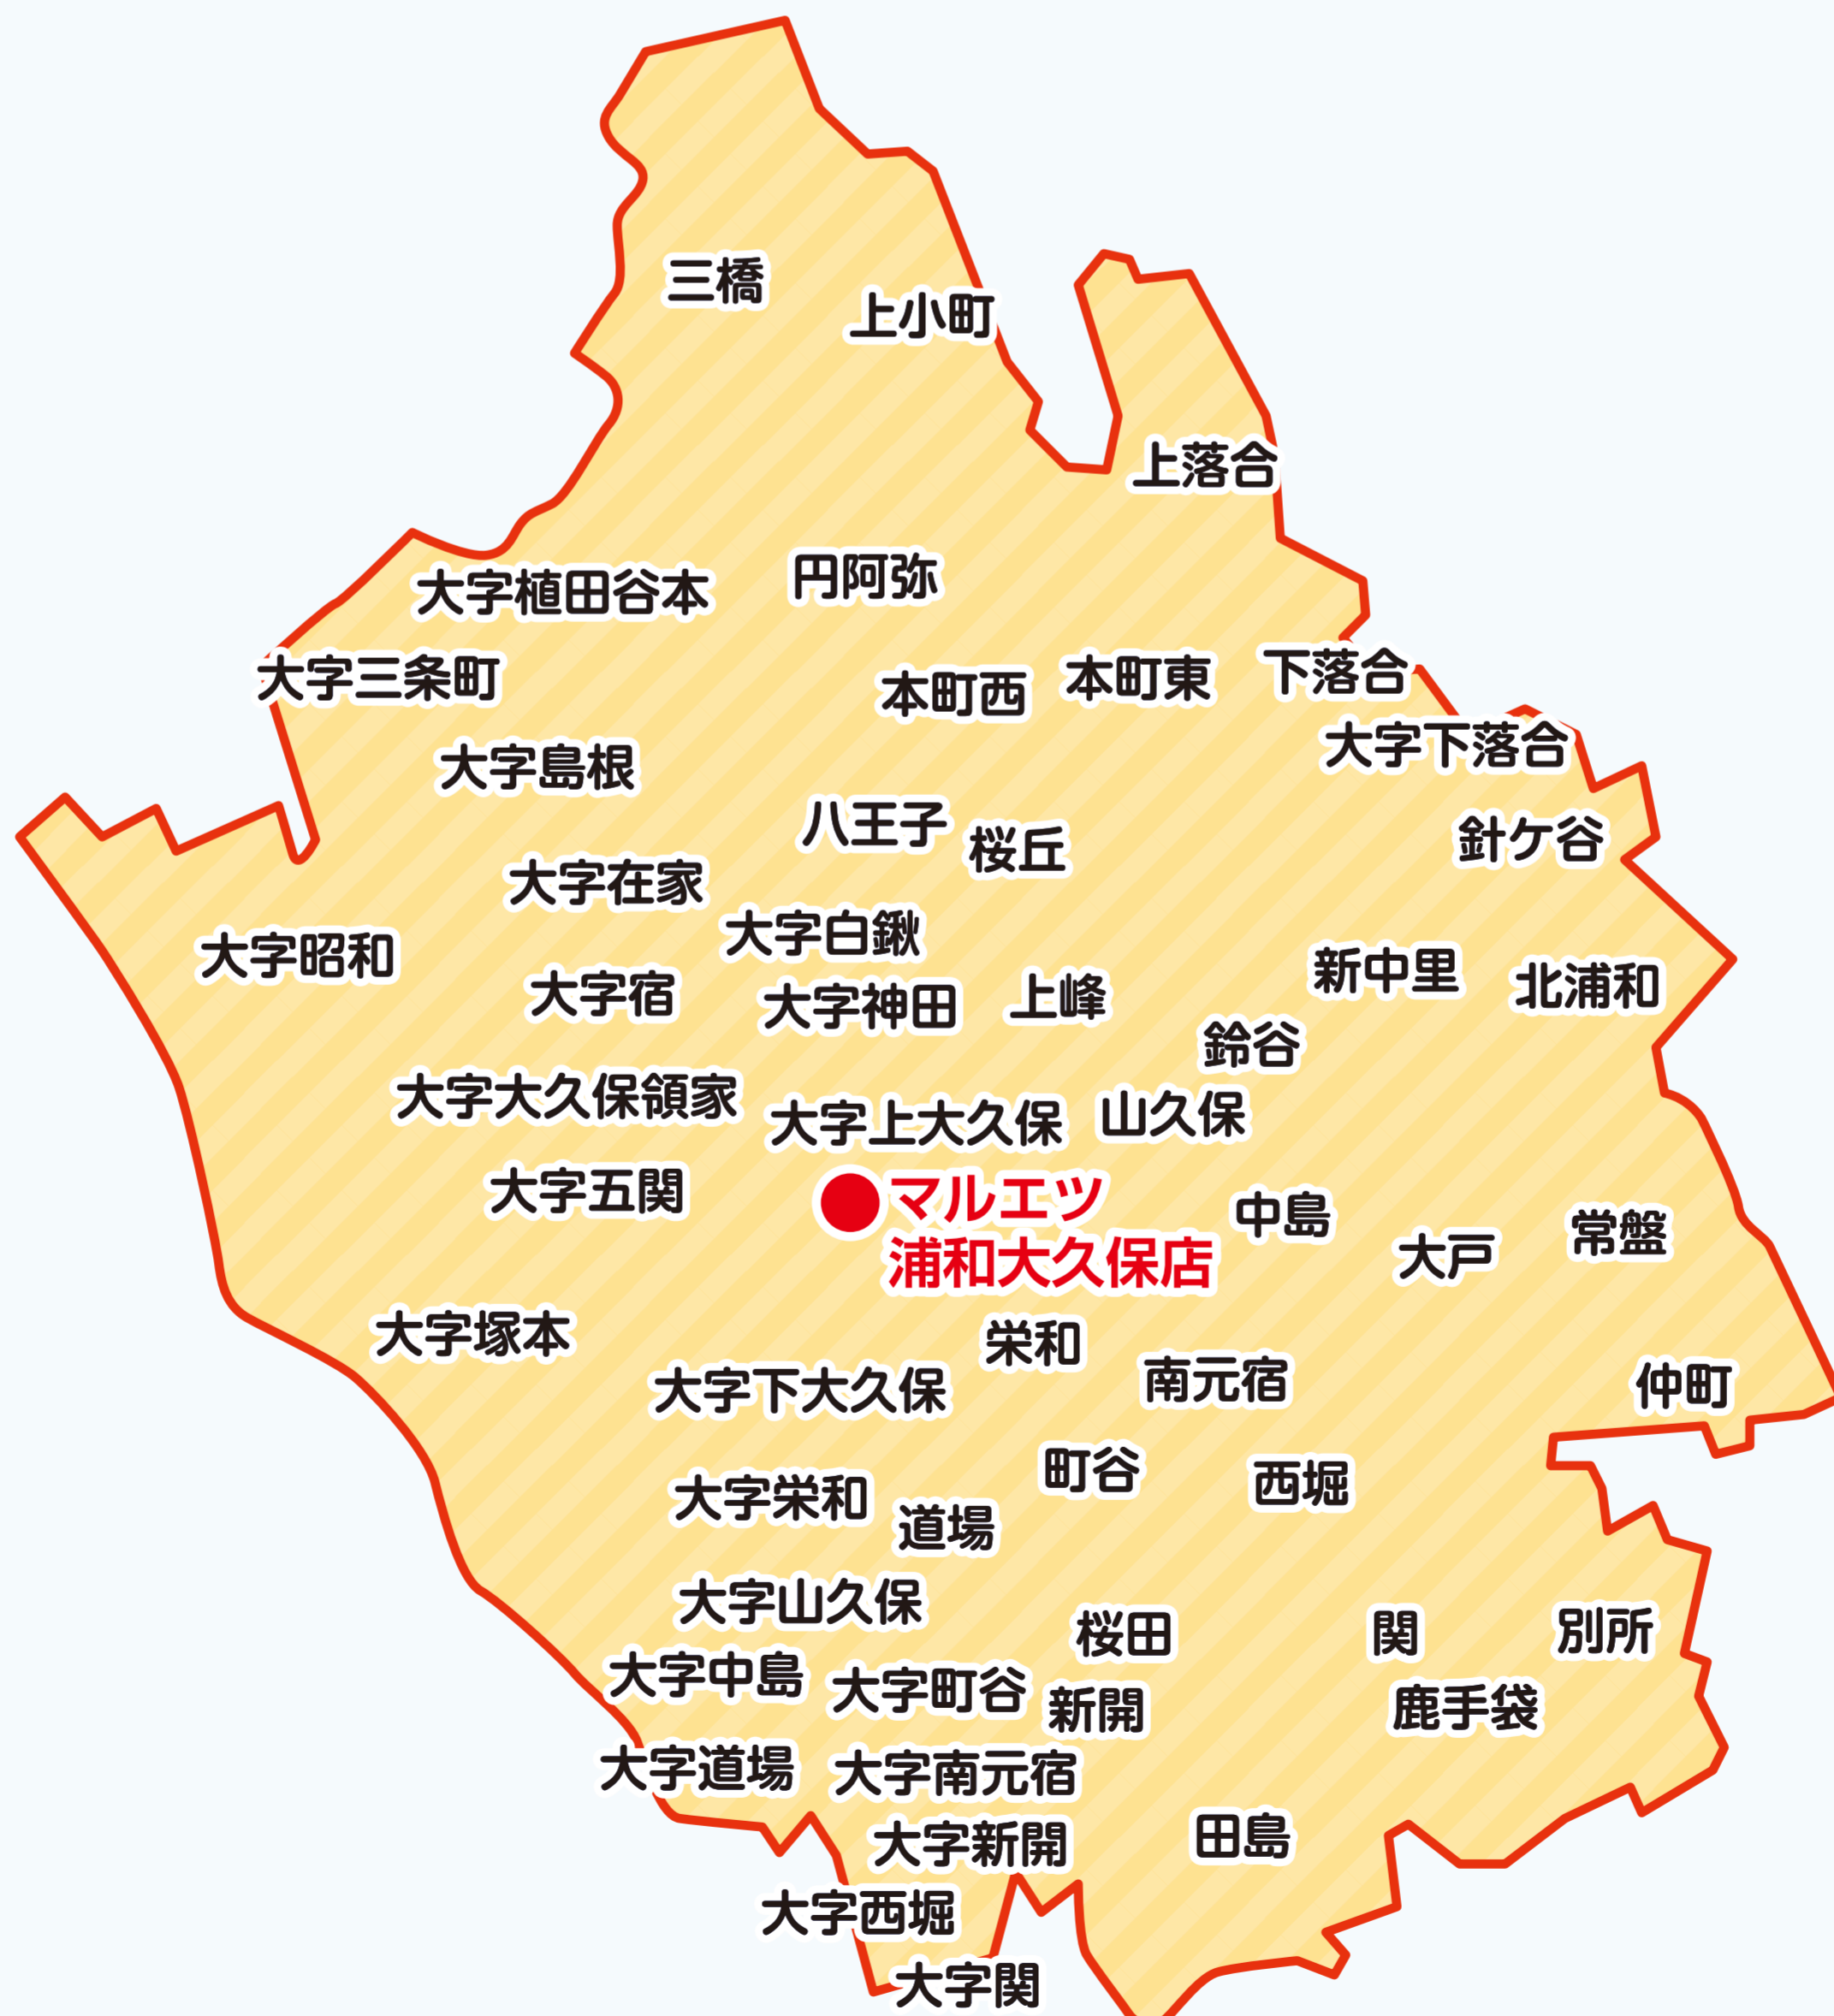 三橋
上小町
上落合
円阿弥
大字植田谷本
下落合
大字三条町
本町西
本町東
大字下落合
大字島根
八王子
桜丘
針ケ谷
大字在家
大字白鍬
大字昭和
新中里
北浦和
大字宿
大字神田
上峰
鈴谷
大字大久保領家
大字上大久保
山久保
大字五関
マルエツ
浦和大久保店
中島
大戸
常盤
大字塚本
栄和
南元宿
大字下大久保
仲町
町谷
西堀
大字栄和
道場
大字山久保
桜田
関
別所
大字中島
大字町谷
新開
鹿手袋
大字道場
大字南元宿
大字新開
田島
大字西堀
大字関